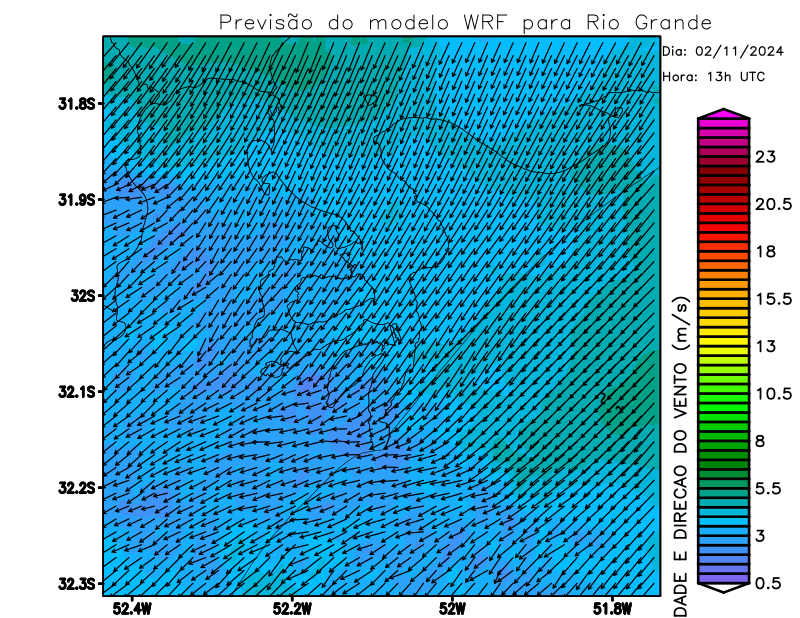 Previsão do modelo WRF para Rio Grande
Dia: 02/11/2024
Hora: 13h UTC
31.8S
31.9S
32S
32.1S
32.2S
32.3S
52.4W
52.2W
52W
51.8W
DADE E DIRECAO DO VENTO (m/s)
23
20.5
18
15.5
13
10.5
8
5.5
3
0.5